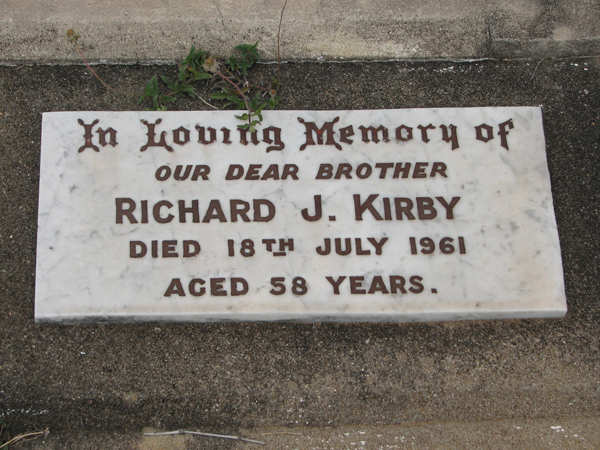 In Loving Memory of
OUR DEAR BROTHER
RICHARD J. KIRBY
DIED 18TH JULY 1961
AGED 58 YEARS.